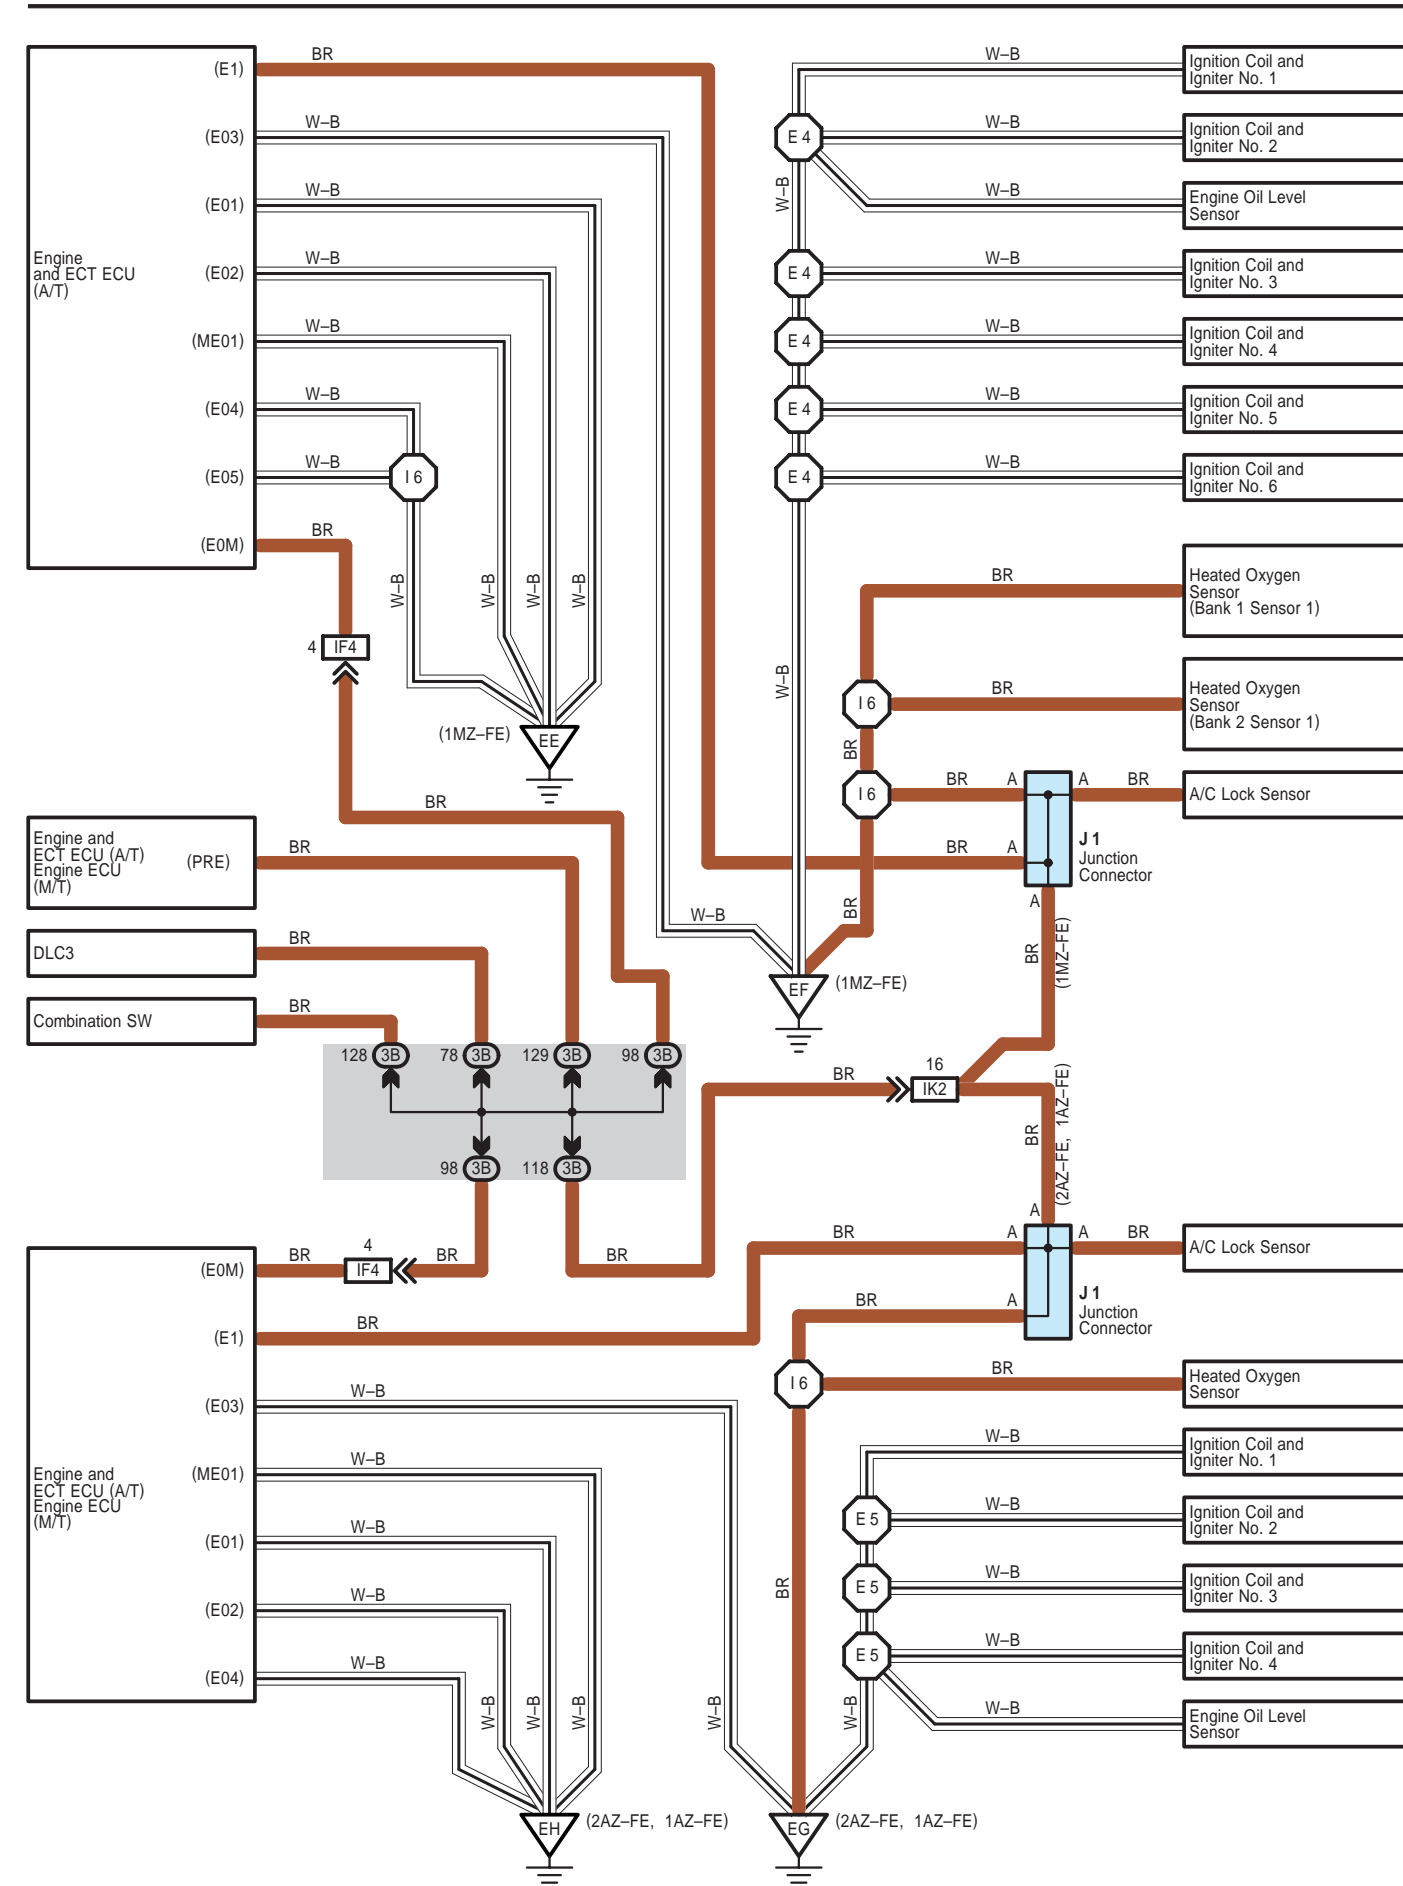 BR
(E1)
W–B
(E03)
W–B
(E01)
W–B
(E02)
W–B
(ME01)
W–B
(E04)
W–B
(E05)
BR
(E0M)
Engine
and ECT ECU
(A/T)
I 6
W–B
W–B
W–B
W–B
4
IF4
(1MZ–FE)
EE
BR
W–B
Ignition Coil and
Igniter No. 1
E 4
W–B
Ignition Coil and
Igniter No. 2
W–B
W–B
Engine Oil Level
Sensor
E 4
W–B
Ignition Coil and
Igniter No. 3
E 4
W–B
Ignition Coil and
Igniter No. 4
E 4
W–B
Ignition Coil and
Igniter No. 5
E 4
W–B
Ignition Coil and
Igniter No. 6
W–B
BR
Heated Oxygen
Sensor
(Bank 1 Sensor 1)
I 6
BR
Heated Oxygen
Sensor
(Bank 2 Sensor 1)
BR
I 6
BR
A
A
BR
A/C Lock Sensor
J 1
Junction
Connector
BR
A
A
BR
W–B
BR
(1MZ–FE)
EF
(1MZ–FE)
Engine and
ECT ECU (A/T)
Engine ECU
(M/T)
(PRE)
BR
DLC3
BR
Combination SW
BR
128
3B
78
3B
129
3B
98
3B
98
3B
118
3B
BR
16
IK2
BR
(2AZ–FE, 1AZ–FE)
A
BR
A
A
BR
A/C Lock Sensor
J 1
Junction
Connector
BR
A
(E0M)
BR
4
IF4
BR
BR
(E1)
BR
(E03)
W–B
(ME01)
W–B
(E01)
W–B
(E02)
W–B
(E04)
W–B
Engine and
ECT ECU (A/T)
Engine ECU
(M/T)
I 6
BR
Heated Oxygen
Sensor
W–B
Ignition Coil and
Igniter No. 1
E 5
W–B
Ignition Coil and
Igniter No. 2
BR
E 5
W–B
Ignition Coil and
Igniter No. 3
E 5
W–B
Ignition Coil and
Igniter No. 4
W–B
Engine Oil Level
Sensor
W–B
W–B
W–B
W–B
W–B
EH
(2AZ–FE, 1AZ–FE)
EG
(2AZ–FE, 1AZ–FE)